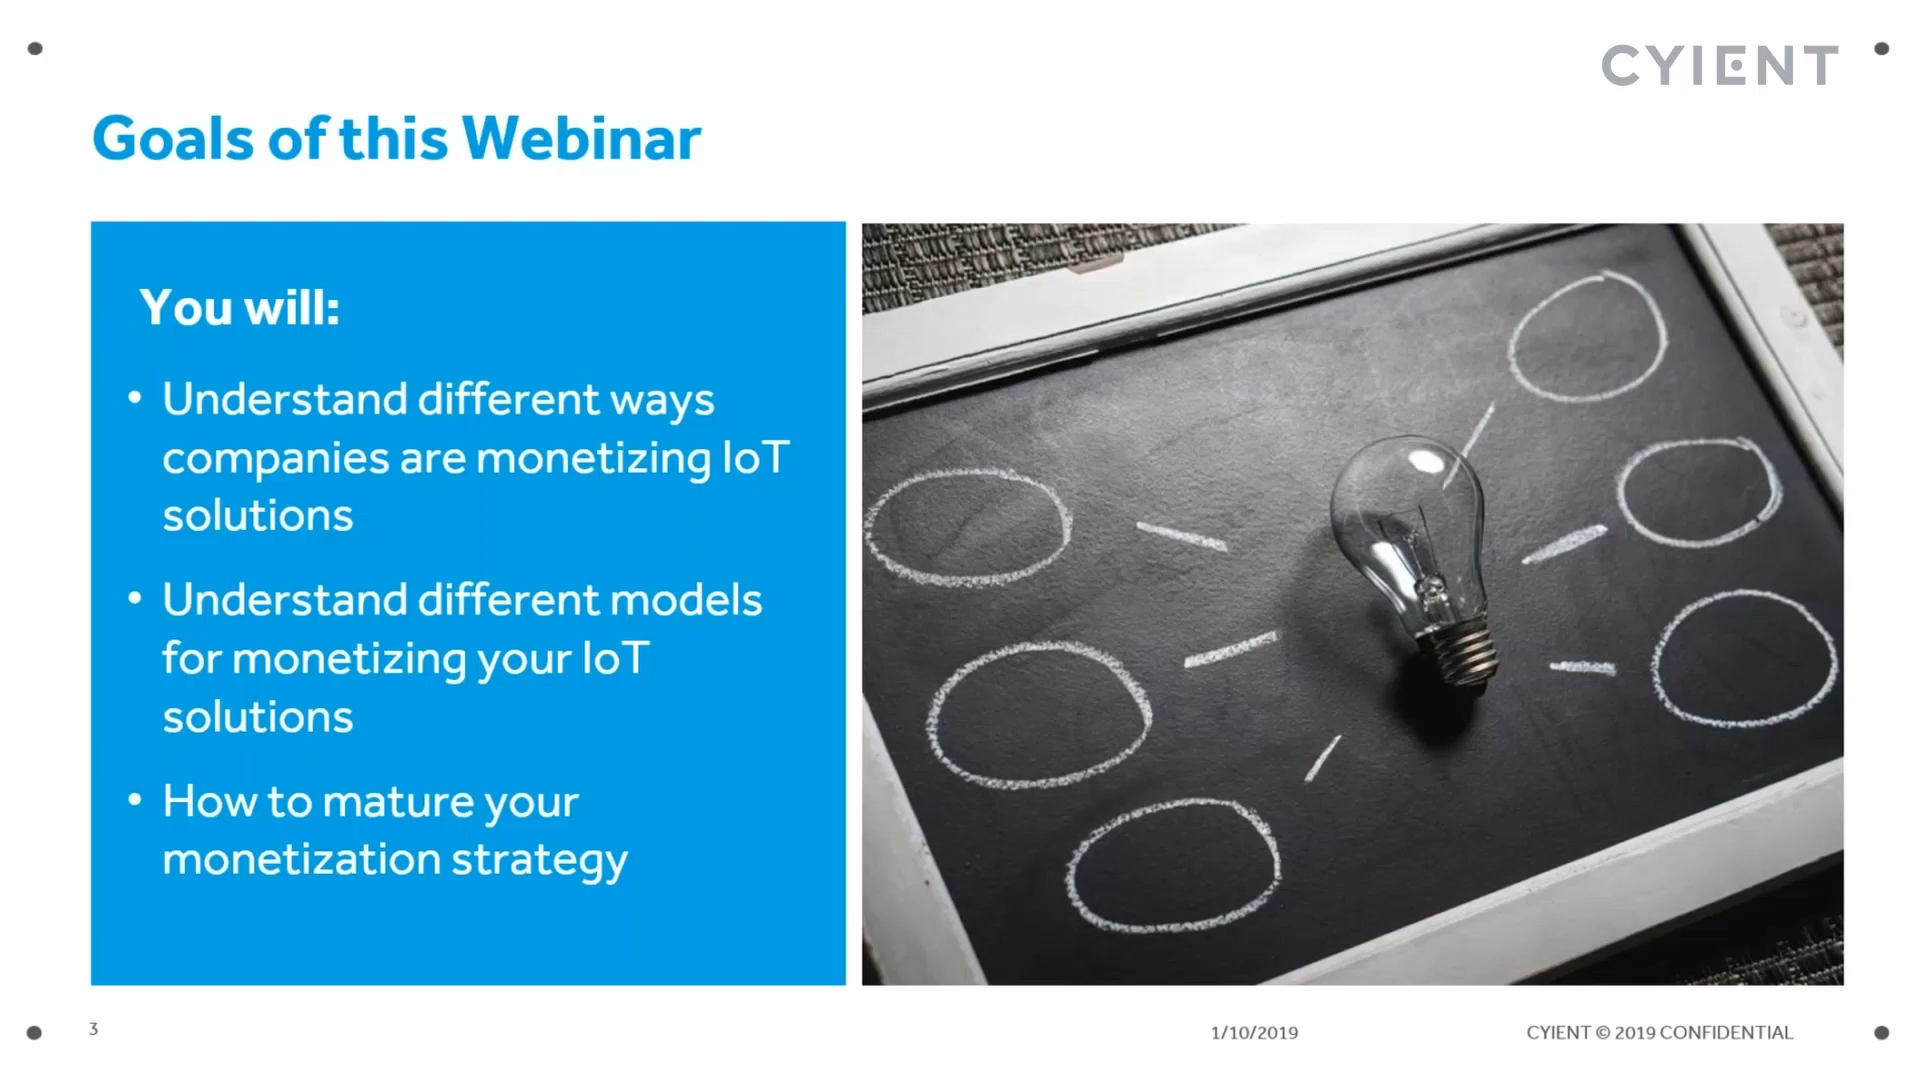 CYIENT
Goals of this Webinar
You will:
• Understand different ways
companies are monetizing IoT
solutions
• Understand different models
for monetizing your IoT
solutions
• How to mature your
monetization strategy
3
1/10/2019
CYIENT © 2019 CONFIDENTIAL